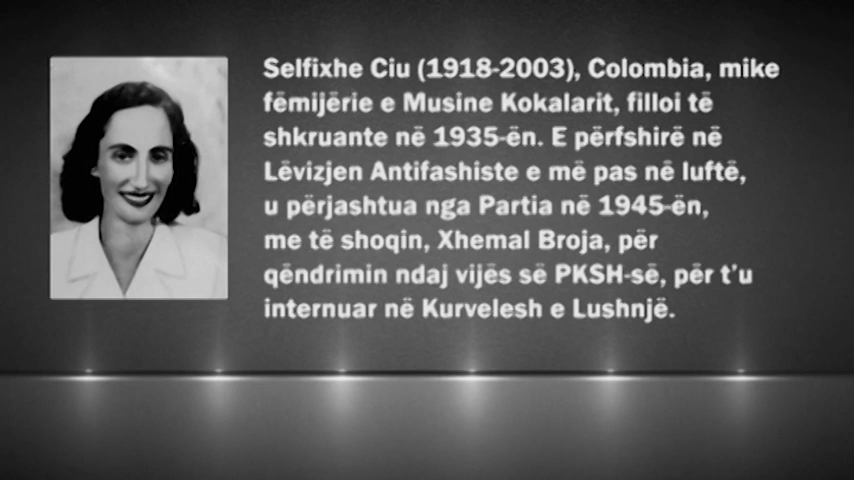 Selfixhe Ciu (1918-2003), Colombia, mike
fëmijërie e Musine Kokalarit, filloi të
shkruante në 1935-ën. E përfshirë në
Lëvizjen Antifashiste e më pas në luftë,
u përjashtua nga Partia në 1945-ën,
me të shoqin, Xhemal Broja, për
qëndrimin ndaj vijës së PKSH-së, për t'u
internuar në Kurvelesh e Lushnjë.